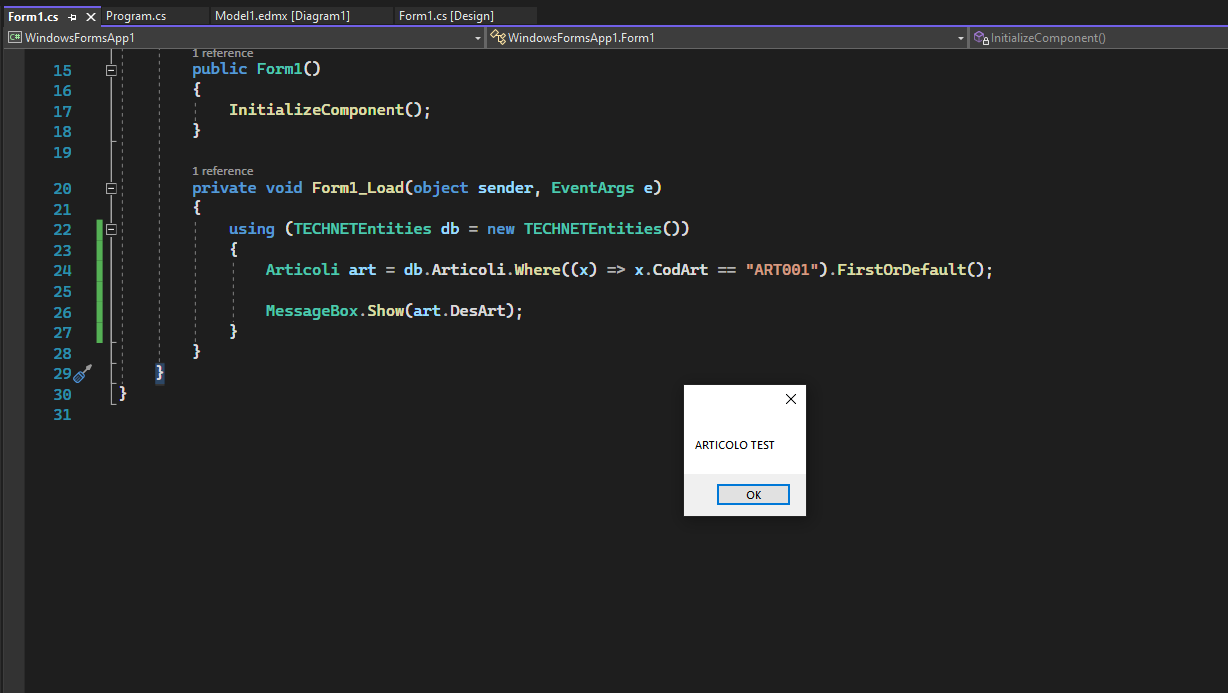 Form1.cs Program.cs Model1.edmx [Diagram1] Form1.cs [Design]
C# WindowsFormsApp1 WindowsFormsApp1.Form1 InitializeComponent()
1 reference
15 public Form1()
16 {
17 InitializeComponent();
18 }
19
1 reference
20 private void Form1_Load(object sender, EventArgs e)
21 {
22 using (TECHNETEntities db = new TECHNETEntities())
23 {
24 Articoli art = db.Articoli.Where((x) => x.CodArt == "ART001").FirstOrDefault();
25
26 MessageBox.Show(art.DesArt);
27 }
28 }
29 }
30 }
31
ARTICOLO TEST
OK